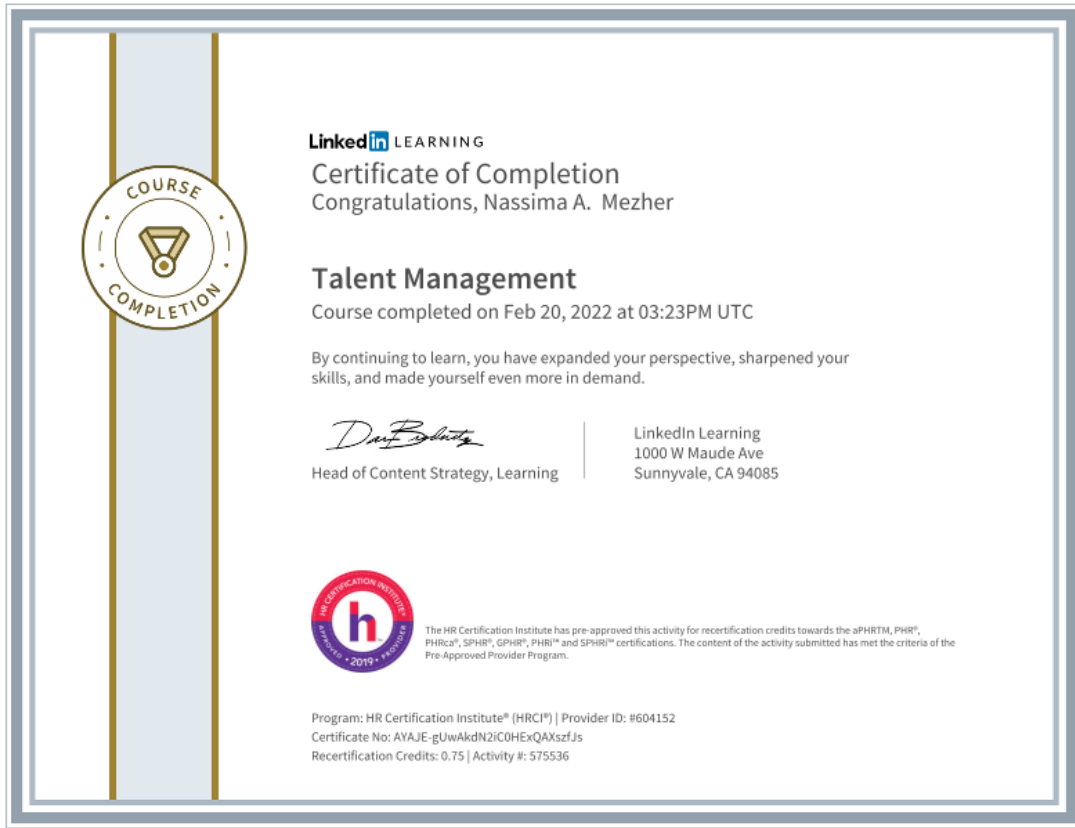 COURSE
COMPLETION
Linked in LEARNING
Certificate of Completion
Congratulations, Nassima A. Mezher
Talent Management
Course completed on Feb 20, 2022 at 03:23PM UTC
By continuing to learn, you have expanded your perspective, sharpened your
skills, and made yourself even more in demand.
Head of Content Strategy, Learning
LinkedIn Learning
1000 W Maude Ave
Sunnyvale, CA 94085
HR CERTIFICATION INSTITUTE®
h
APPROVED • 2019 • PROVIDER
The HR Certification Institute has pre-approved this activity for recertification credits towards the aPHRTM, PHR®,
PHRca®, SPHR®, GPHR®, PHRi™ and SPHRi™ certifications. The content of the activity submitted has met the criteria of the
Pre-Approved Provider Program.
Program: HR Certification Institute® (HRCI®) | Provider ID: #604152
Certificate No: AYAJE-gUwAkdN2iC0HExQAXszfJs
Recertification Credits: 0.75 | Activity #: 575536